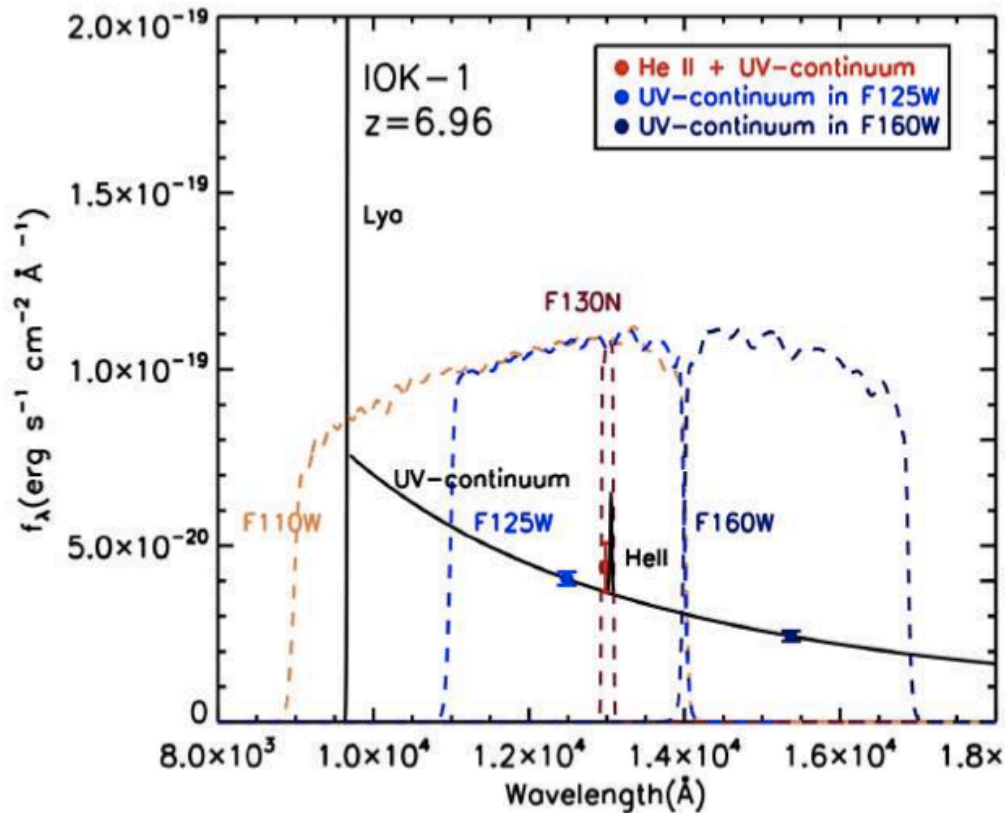 2.0×10⁻¹⁹
IOK-1
z=6.96
He II + UV-continuum
UV-continuum in F125W
UV-continuum in F160W
1.5×10⁻¹⁹
Lyα
F130N
1.0×10⁻¹⁹
UV-continuum
F110W
F125W
F160W
5.0×10⁻²⁰
HeII
0
fλ(erg s⁻¹ cm⁻² Å ⁻¹)
8.0×10³
1.0×10⁴
1.2×10⁴
1.4×10⁴
1.6×10⁴
1.8×
Wavelength(Å)